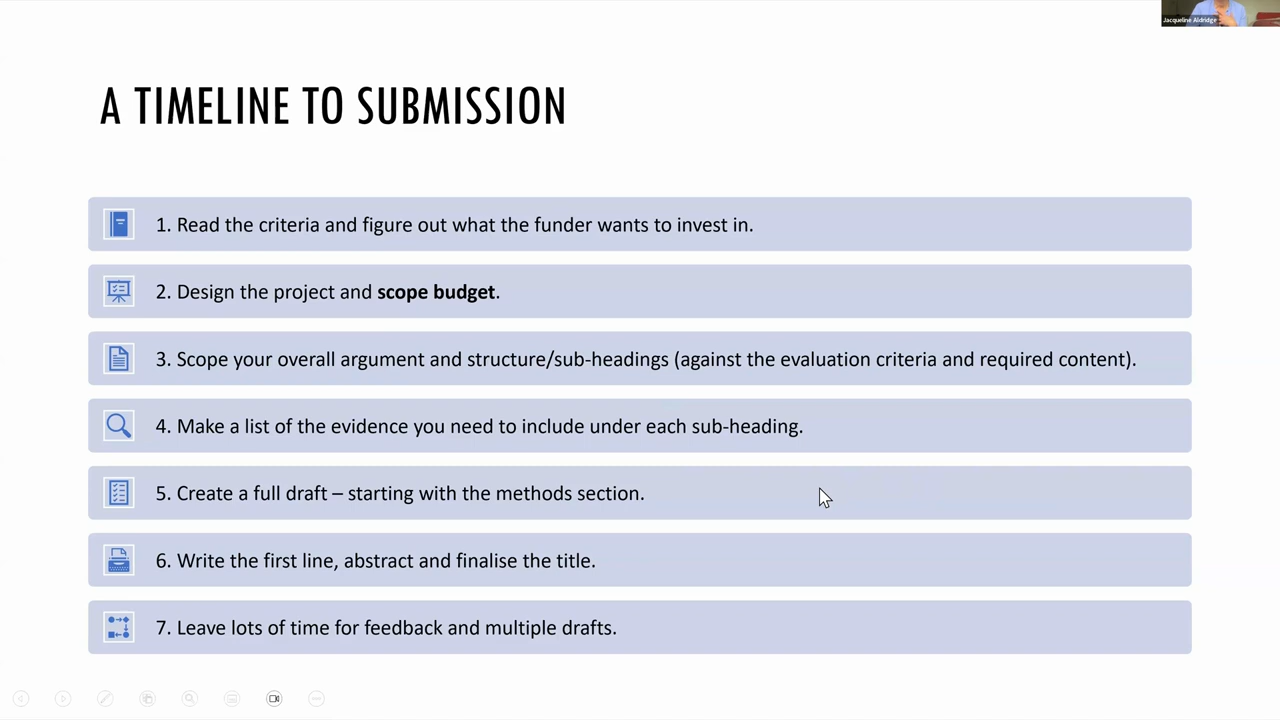 Jacqueline Aldridge
A TIMELINE TO SUBMISSION
1. Read the criteria and figure out what the funder wants to invest in.
2. Design the project and scope budget.
3. Scope your overall argument and structure/sub-headings (against the evaluation criteria and required content).
4. Make a list of the evidence you need to include under each sub-heading.
5. Create a full draft – starting with the methods section.
6. Write the first line, abstract and finalise the title.
7. Leave lots of time for feedback and multiple drafts.